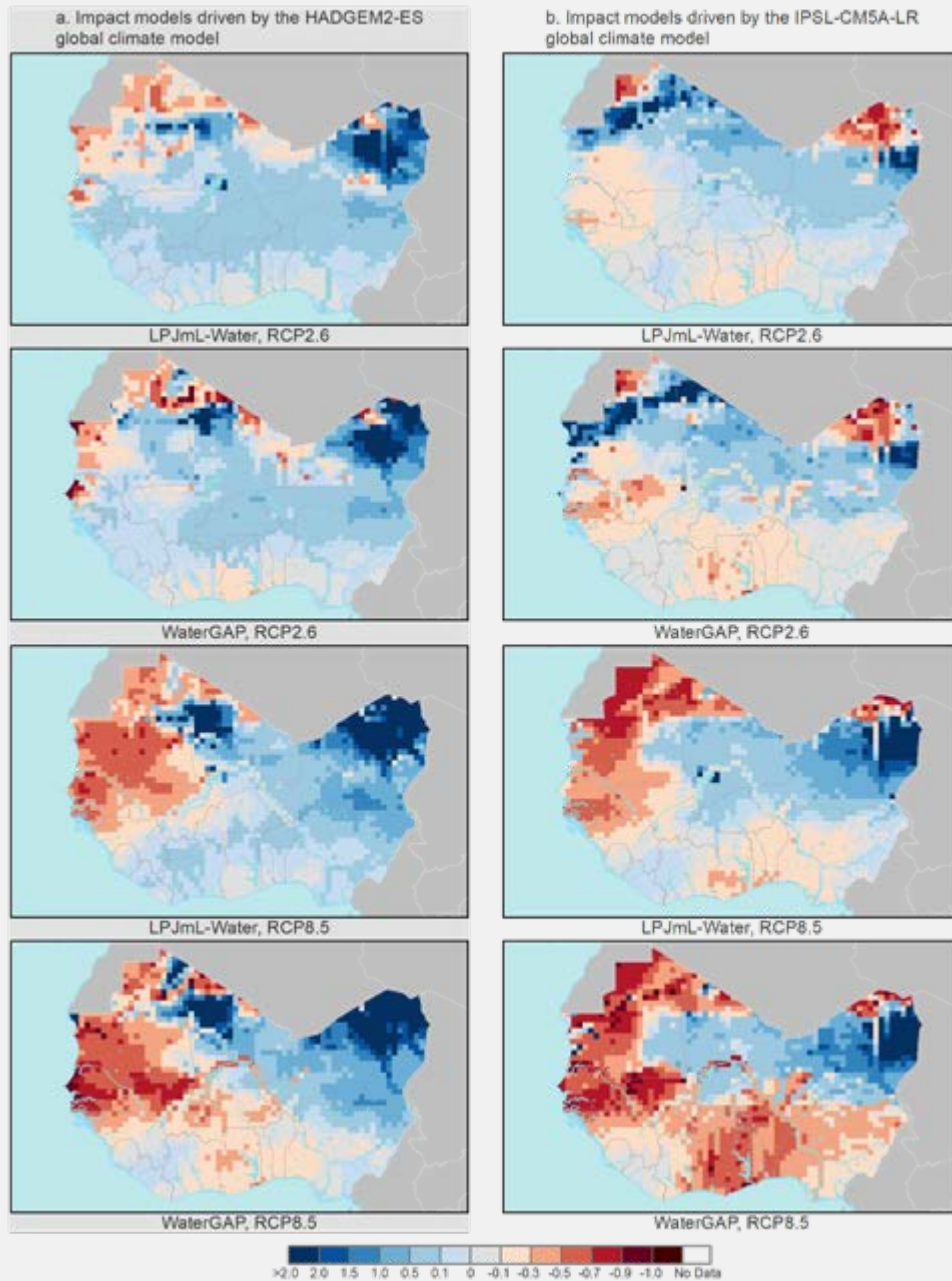 a. Impact models driven by the HADGEM2-ES
global climate model
b. Impact models driven by the IPSL-CM5A-LR
global climate model
LPJmL-Water, RCP2.6
LPJmL-Water, RCP2.6
WaterGAP, RCP2.6
WaterGAP, RCP2.6
LPJmL-Water, RCP8.5
LPJmL-Water, RCP8.5
WaterGAP, RCP8.5
WaterGAP, RCP8.5
>2.0 2.0 1.5 1.0 0.5 0.1 0 -0.1 -0.3 -0.5 -0.7 -0.9 -1.0 No Data